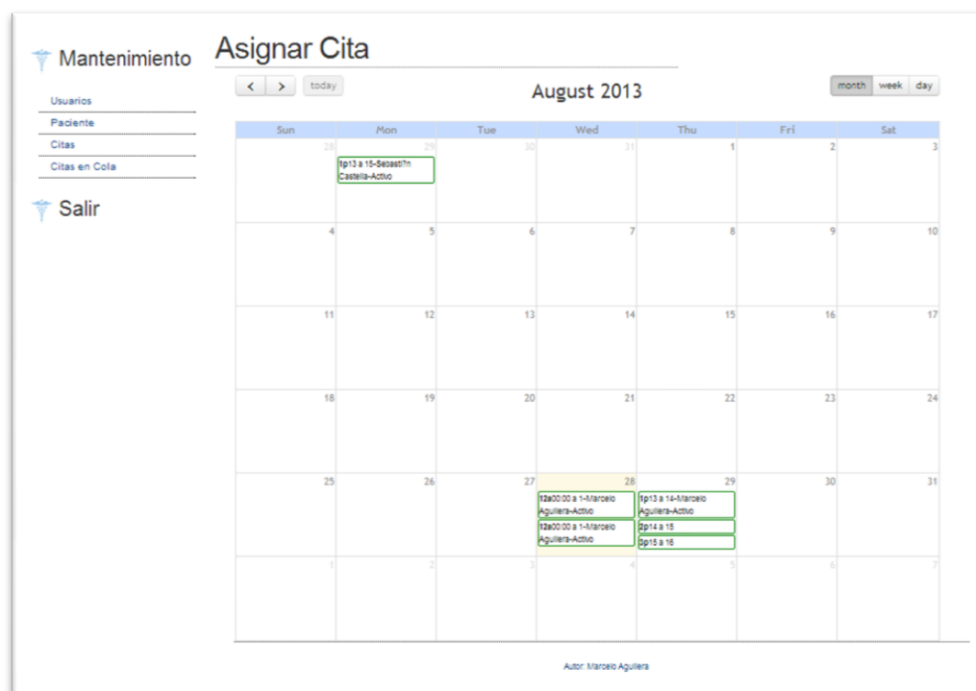 Mantenimiento
Usuarios
Paciente
Citas
Citas en Cola
Salir
Asignar Cita
today
August 2013
month week day
Sun Mon Tue Wed Thu Fri Sat
28 29 30 31 1 2 3
1p13 a 15-Sebasti?n
Castella-Activo
4 5 6 7 8 9 10
11 12 13 14 15 16 17
18 19 20 21 22 23 24
25 26 27 28 29 30 31
12a00:00 a 1-Marcelo
Aguilera-Activo
12a00:00 a 1-Marcelo
Aguilera-Activo
1p13 a 14-Marcelo
Aguilera-Activo
2p14 a 15
3p15 a 16
1 2 3 4 5 6 7
Autor: Marcelo Aguilera